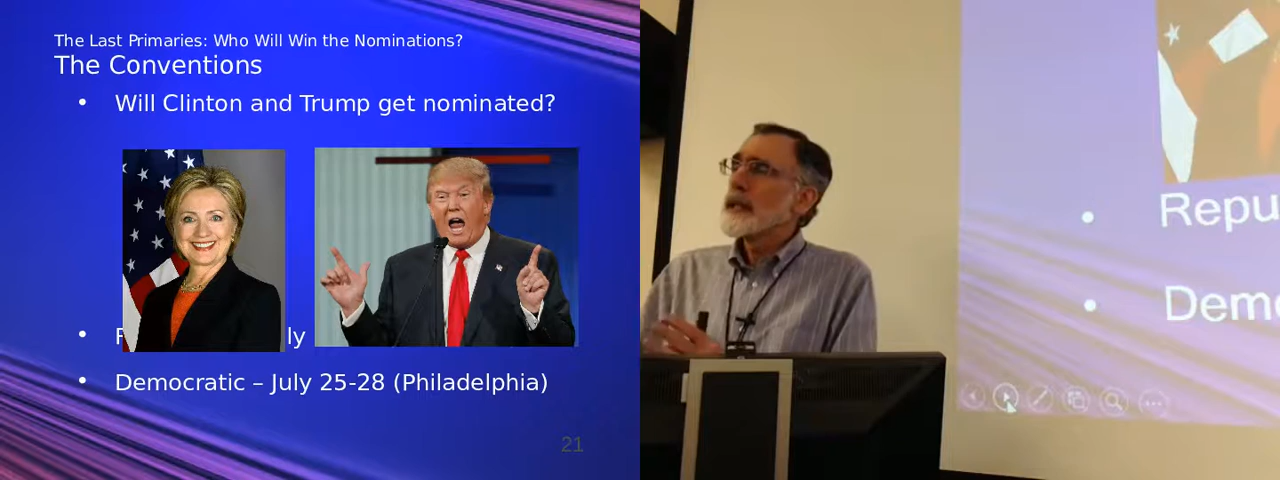 The Last Primaries: Who Will Win the Nominations?
The Conventions
• Will Clinton and Trump get nominated?
• ly
• Democratic – July 25-28 (Philadelphia)
21
• Repu
• Demo